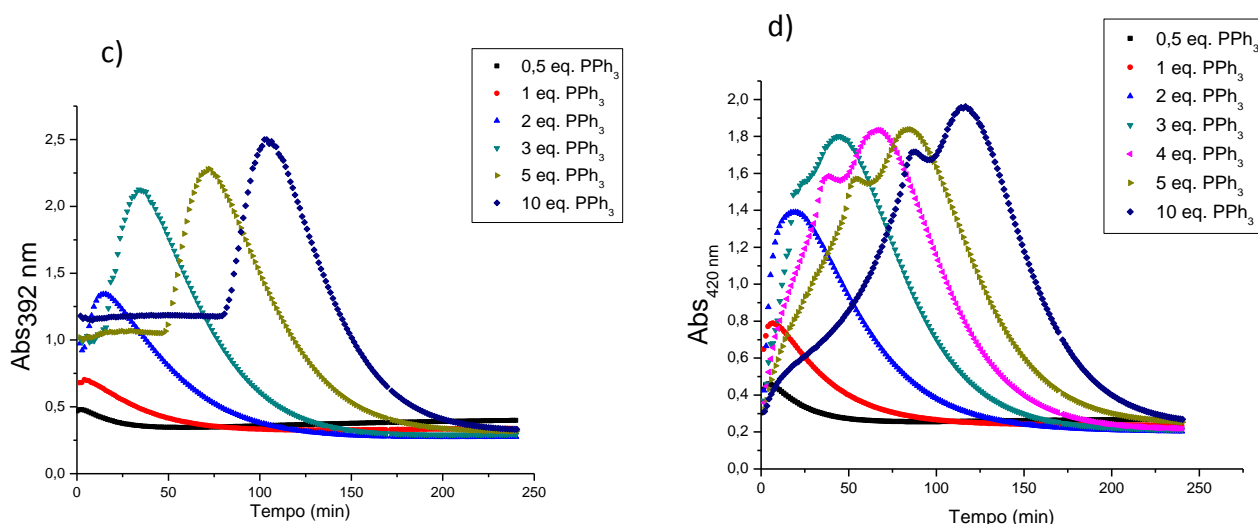 c)
0,5 eq. PPh3
1 eq. PPh3
2 eq. PPh3
3 eq. PPh3
5 eq. PPh3
10 eq. PPh3
Abs392 nm
2,5
2,0
1,5
1,0
0,5
0,0
0 50 100 150 200 250
Tempo (min)
d)
0,5 eq. PPh3
1 eq. PPh3
2 eq. PPh3
3 eq. PPh3
4 eq. PPh3
5 eq. PPh3
10 eq. PPh3
Abs420 nm
2,0
1,8
1,6
1,4
1,2
1,0
0,8
0,6
0,4
0,2
0,0
0 50 100 150 200 250
Tempo (min)